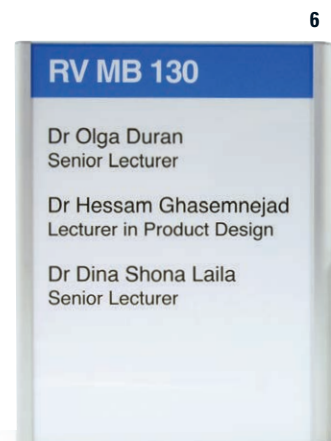 6
RV MB 130
Dr Olga Duran
Senior Lecturer
Dr Hessam Ghasemnejad
Lecturer in Product Design
Dr Dina Shona Laila
Senior Lecturer